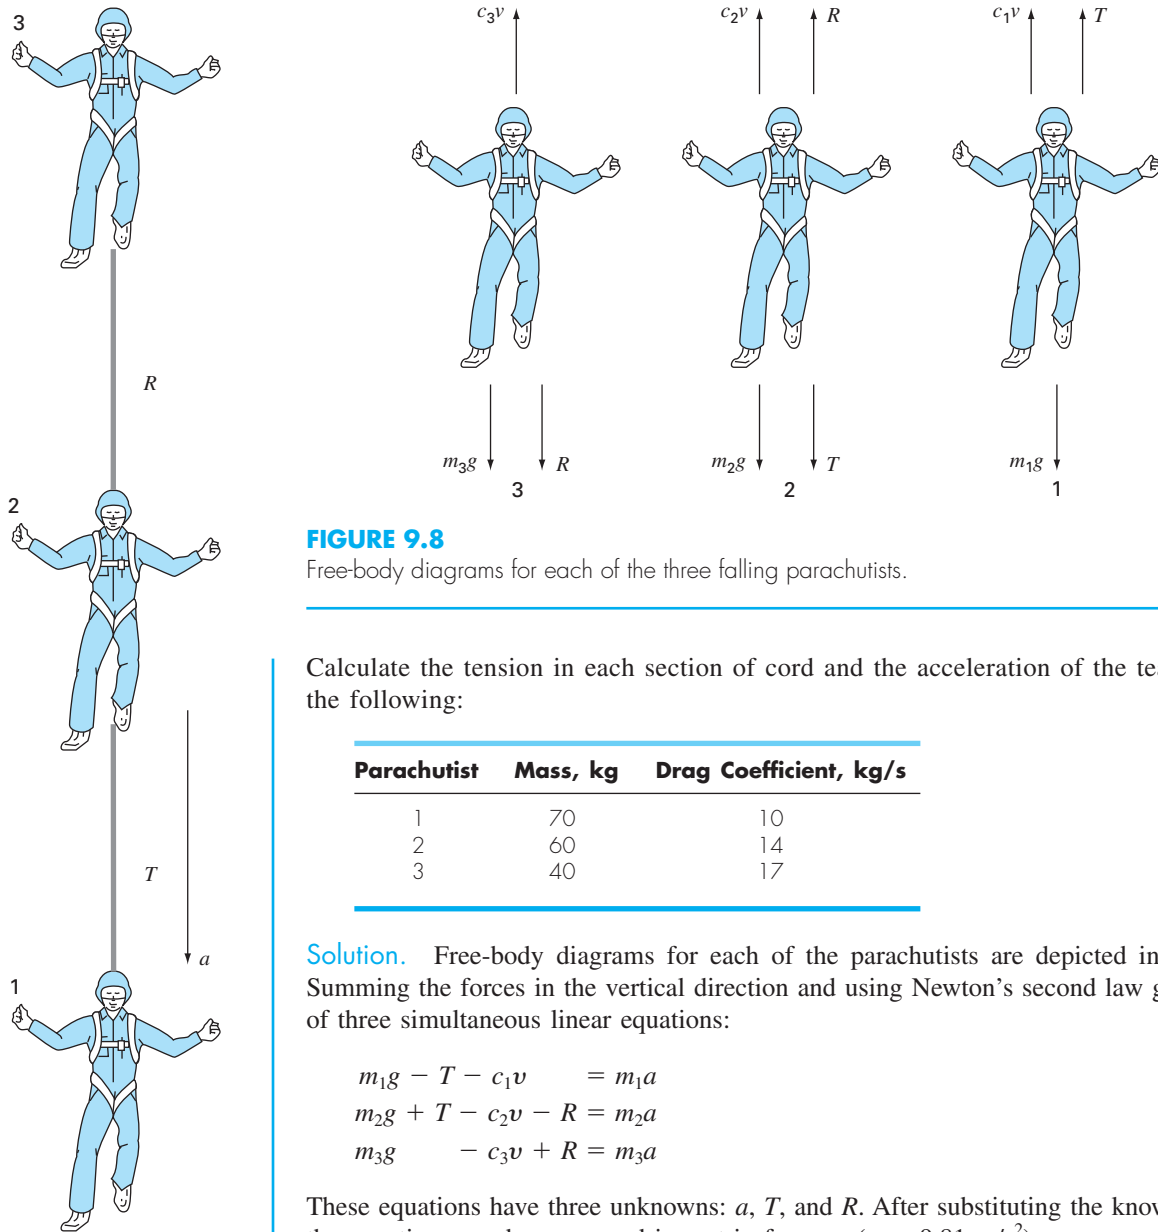 3
R
2
T
a
1
c₃v
m₃g
R
3
c₂v
R
m₂g
T
2
c₁v
T
m₁g
1
FIGURE 9.8
Free-body diagrams for each of the three falling parachutists.
Calculate the tension in each section of cord and the acceleration of the
the following:
Parachutist Mass, kg Drag Coefficient, kg/s
1 70 10
2 60 14
3 40 17
Solution. Free-body diagrams for each of the parachutists are depicted in
Summing the forces in the vertical direction and using Newton's second law
of three simultaneous linear equations:
m₁g − T − c₁υ = m₁a
m₂g + T − c₂υ − R = m₂a
m₃g − c₃υ + R = m₃a
These equations have three unknowns: a, T, and R. After substituting the